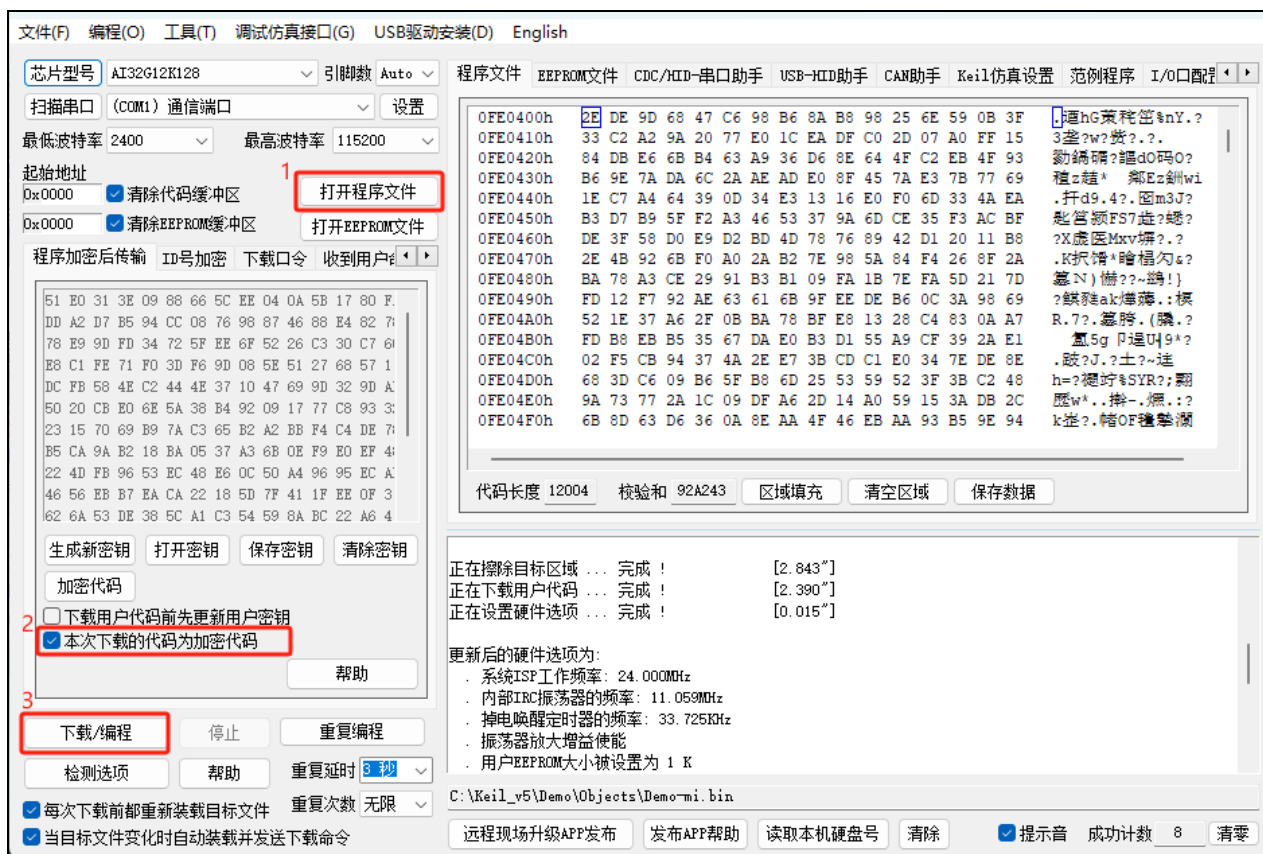 文件(F) 编程(O) 工具(T) 调试仿真接口(G) USB驱动安装(D) English
芯片型号 AI32G12K128 引脚数 Auto
扫描串口 (COM1) 通信端口 设置
最低波特率 2400 最高波特率 115200
起始地址
1
0x0000 清除代码缓冲区 打开程序文件
0x0000 清除EEPROM缓冲区 打开EEPROM文件
程序加密后传输 ID号加密 下载口令 收到用户
51 E0 31 3E 09 88 66 5C EE 04 0A 5B 17 80 F
DD A2 D7 B5 94 CC 08 76 98 87 46 88 E4 82 7
78 E9 9D FD 34 72 5F EE 6F 52 26 C3 30 C7 6
E8 C1 FE 71 F0 3D F6 9D 08 5E 51 27 68 57 1
DC FB 58 4E C2 44 4E 37 10 47 69 9D 32 9D A
50 20 CB E0 6E 5A 38 B4 92 09 17 77 C8 93 3
23 15 70 69 B9 7A C3 65 B2 A2 BB F4 C4 DE 7
B5 CA 9A B2 18 BA 05 37 A3 6B 0E F9 E0 EF 4
22 4D FB 96 53 EC 48 E6 0C 50 A4 96 95 EC A
46 56 EB B7 EA CA 22 18 5D 7F 41 1F EE 0F 3
62 6A 53 DE 38 5C A1 C3 54 59 8A BC 22 A6 4
生成新密钥 打开密钥 保存密钥 清除密钥
加密代码
下载用户代码前先更新用户密钥
2
本次下载的代码为加密代码
帮助
3
下载/编程 停止 重复编程
检测选项 帮助 重复延时 3 秒
每次下载前都重新装载目标文件 重复次数 无限
当目标文件变化时自动装载并发送下载命令
程序文件 EEPROM文件 CDC/HID-串口助手 USB-HID助手 CAN助手 Keil仿真设置 范例程序 I/O口配
0FE0400h 2E DE 9D 68 47 C6 98 B6 8A B8 98 25 6E 59 0B 3F
0FE0410h 33 C2 A2 9A 20 77 E0 1C EA DF C0 2D 07 A0 FF 15
0FE0420h 84 DB E6 6B B4 63 A9 36 D6 8E 64 4F C2 EB 4F 93
0FE0430h B6 9E 7A DA 6C 2A AE AD E0 8F 45 7A E3 7B 77 69
0FE0440h 1E C7 A4 64 39 0D 34 E3 13 16 E0 F0 6D 33 4A EA
0FE0450h B3 D7 B9 5F F2 A3 46 53 37 9A 6D CE 35 F3 AC BF
0FE0460h DE 3F 58 D0 E9 D2 BD 4D 78 76 89 42 D1 20 11 B8
0FE0470h 2E 4B 92 6B F0 A0 2A B2 7E 98 5A 84 F4 26 8F 2A
0FE0480h BA 78 A3 CE 29 91 B3 B1 09 FA 1B 7E FA 5D 21 7D
0FE0490h FD 12 F7 92 AE 63 61 6B 9F EE DE B6 0C 3A 98 69
0FE04A0h 52 1E 37 A6 2F 0B BA 78 BF E8 13 28 C4 83 0A A7
0FE04B0h FD B8 EB B5 35 67 DA E0 B3 D1 55 A9 CF 39 2A E1
0FE04C0h 02 F5 CB 94 37 4A 2E E7 3B CD C1 E0 34 7E DE 8E
0FE04D0h 68 3D C6 09 B6 5F B8 6D 25 53 59 52 3F 3B C2 48
0FE04E0h 9A 73 77 2A 1C 09 DF A6 2D 14 A0 59 15 3A DB 2C
0FE04F0h 6B 8D 63 D6 36 0A 8E AA 4F 46 EB AA 93 B5 9E 94
代码长度 12004 校验和 92A243 区域填充 清空区域 保存数据
正在擦除目标区域 ... 完成 ! [2.843"]
正在下载用户代码 ... 完成 ! [2.390"]
正在设置硬件选项 ... 完成 ! [0.015"]
更新后的硬件选项为:
. 系统ISP工作频率: 24.000MHz
. 内部IRC振荡器的频率: 11.059MHz
. 掉电唤醒定时器的频率: 33.725KHz
. 振荡器放大增益使能
. 用户EEPROM大小被设置为 1 K
C:\Keil_v5\Demo\Objects\Demo-mi.bin
远程现场升级APP发布 发布APP帮助 读取本机硬盘号 清除 提示音 成功计数 8 清零